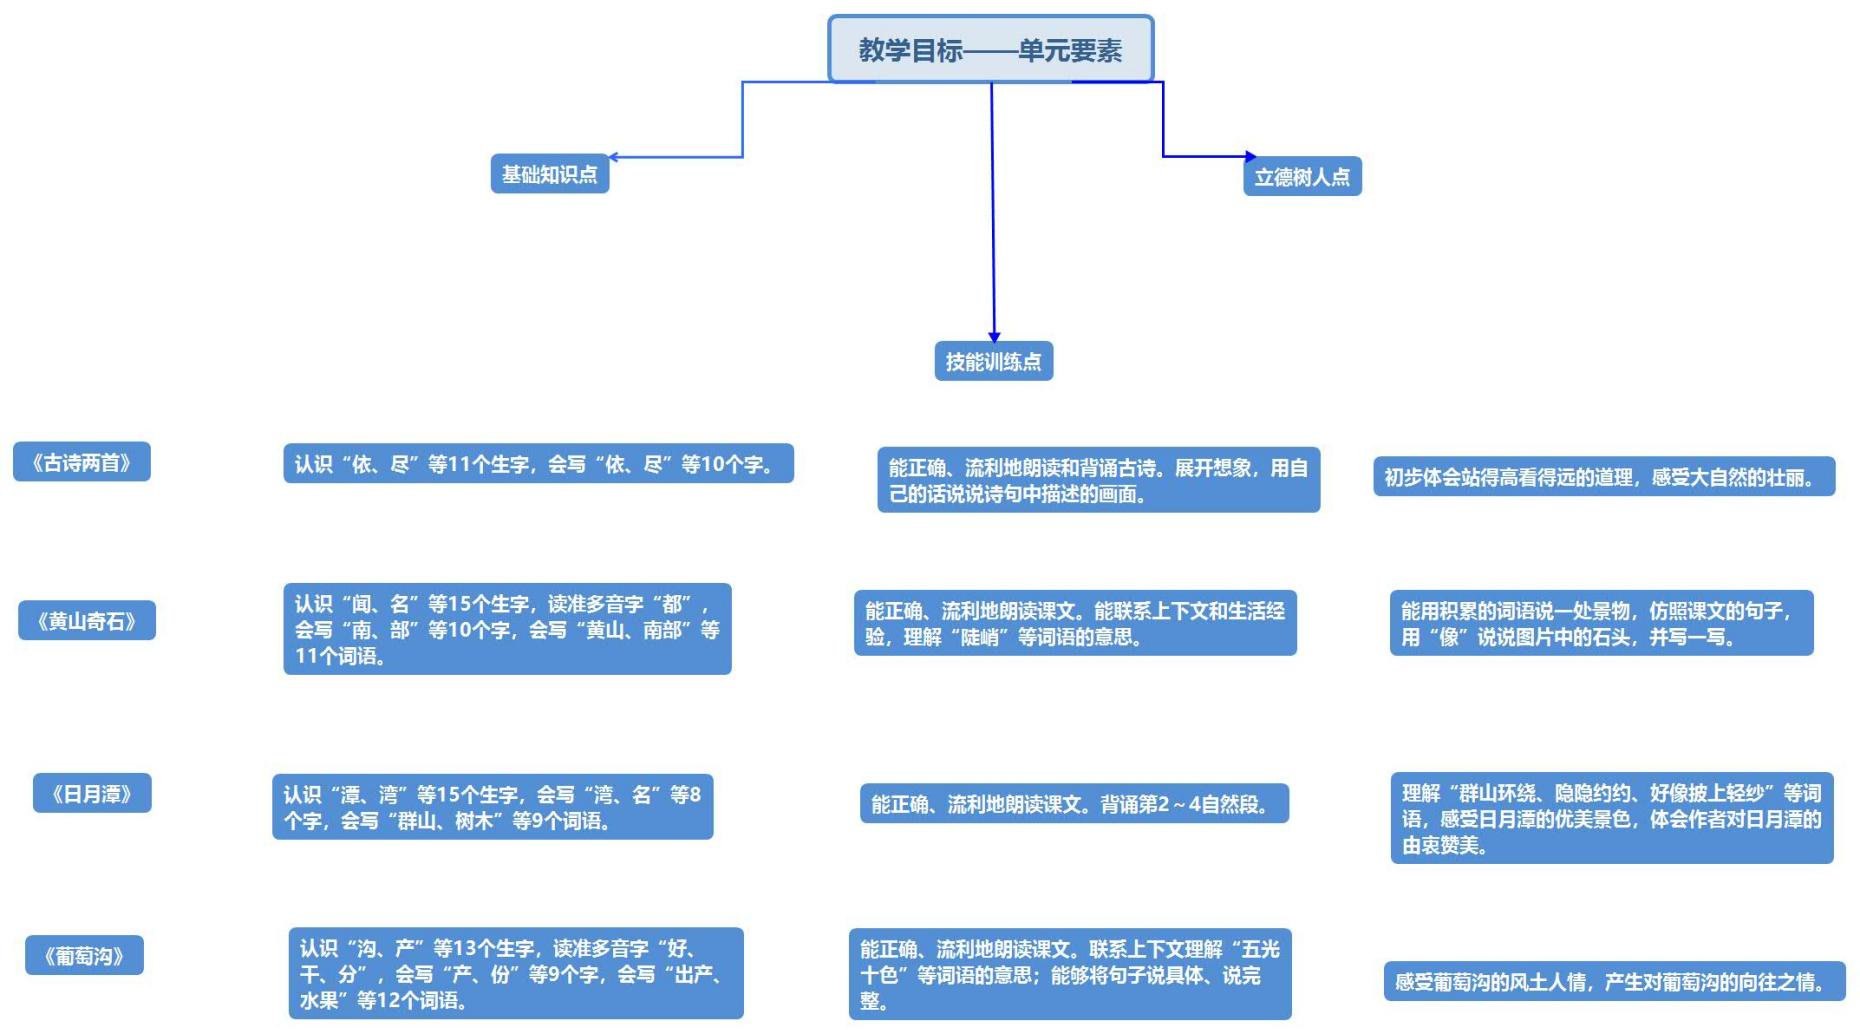 教学目标——单元要素
基础知识点
立德树人点
技能训练点
《古诗两首》
认识“依、尽”等11个生字，会写“依、尽”等10个字。
能正确、流利地朗读和背诵古诗。展开想象，用自
己的话说说诗句中描述的画面。
初步体会站得高看得远的道理，感受大自然的壮丽。
《黄山奇石》
认识“闻、名”等15个生字，读准多音字“都”，
会写“南、部”等10个字，会写“黄山、南部”等
11个词语。
能正确、流利地朗读课文。能联系上下文和生活经
验，理解“陡峭”等词语的意思。
能用积累的词语说一处景物，仿照课文的句子，
用“像”说说图片中的石头，并写一写。
《日月潭》
认识“潭、湾”等15个生字，会写“湾、名”等8
个字，会写“群山、树木”等9个词语。
能正确、流利地朗读课文。背诵第2～4自然段。
理解“群山环绕、隐隐约约、好像披上轻纱”等词
语，感受日月潭的优美景色，体会作者对日月潭的
由衷赞美。
《葡萄沟》
认识“沟、产”等13个生字，读准多音字“好、
干、分”，会写“产、份”等9个字，会写“出产、
水果”等12个词语。
能正确、流利地朗读课文。联系上下文理解“五光
十色”等词语的意思；能够将句子说具体、说完
整。
感受葡萄沟的风土人情，产生对葡萄沟的向往之情。